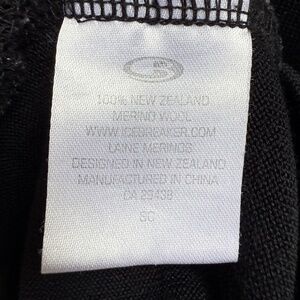 100% NEW ZEALAND
MERINO WOOL
WWW.ICEBREAKER.COM
LAINE MERINOS
DESIGNED IN NEW ZEALAND
MANUFACTURED IN CHINA
CA 29438
SC